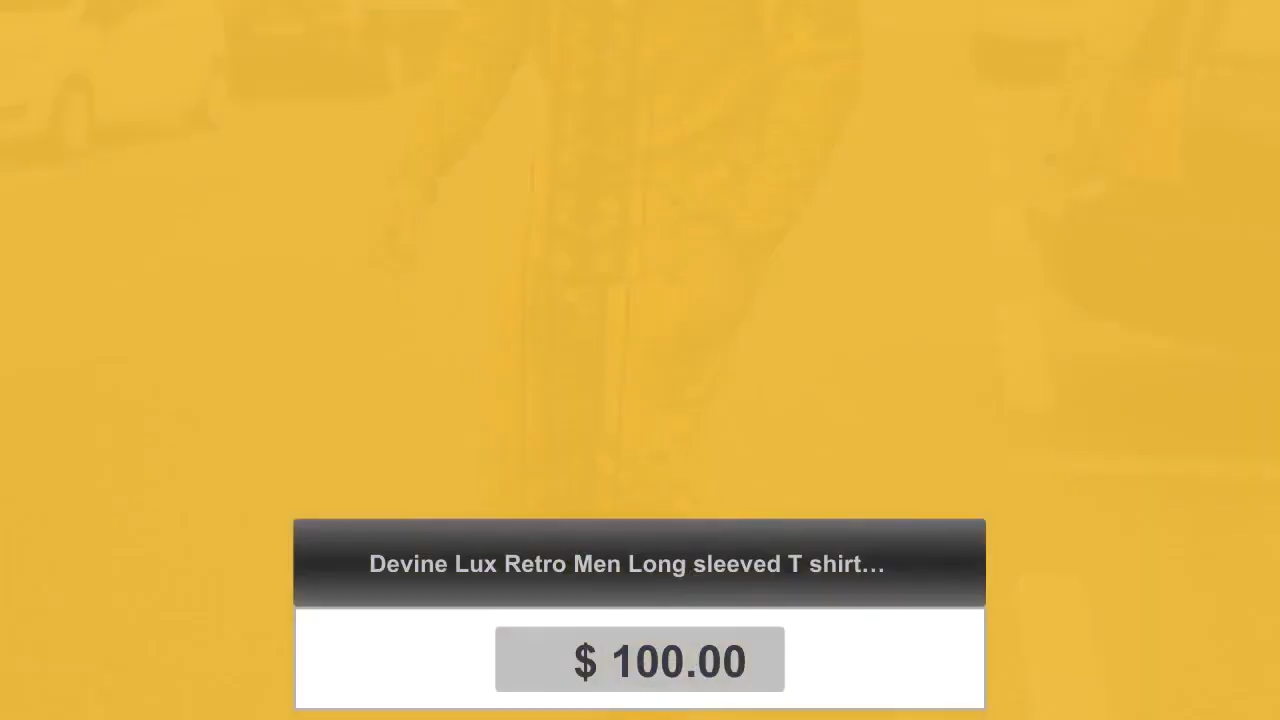 Devine Lux Retro Men Long sleeved T shirt…
$ 100.00